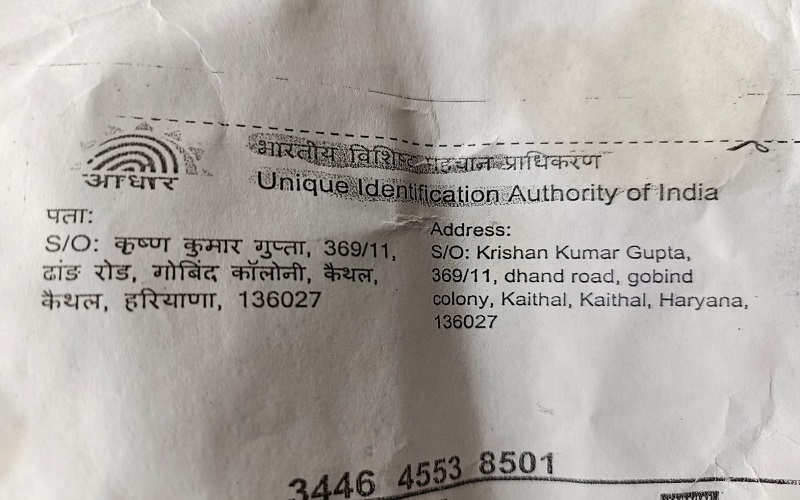 आधार
भारतीय विशिष्ट पहचान प्राधिकरण
Unique Identification Authority of India
पता:
S/O: कृष्ण कुमार गुप्ता, 369/11,
ढांड रोड, गोबिंद कॉलोनी, कैथल,
कैथल, हरियाणा, 136027
Address:
S/O: Krishan Kumar Gupta,
369/11, dhand road, gobind
colony, Kaithal, Kaithal, Haryana,
136027
3446 4553 8501